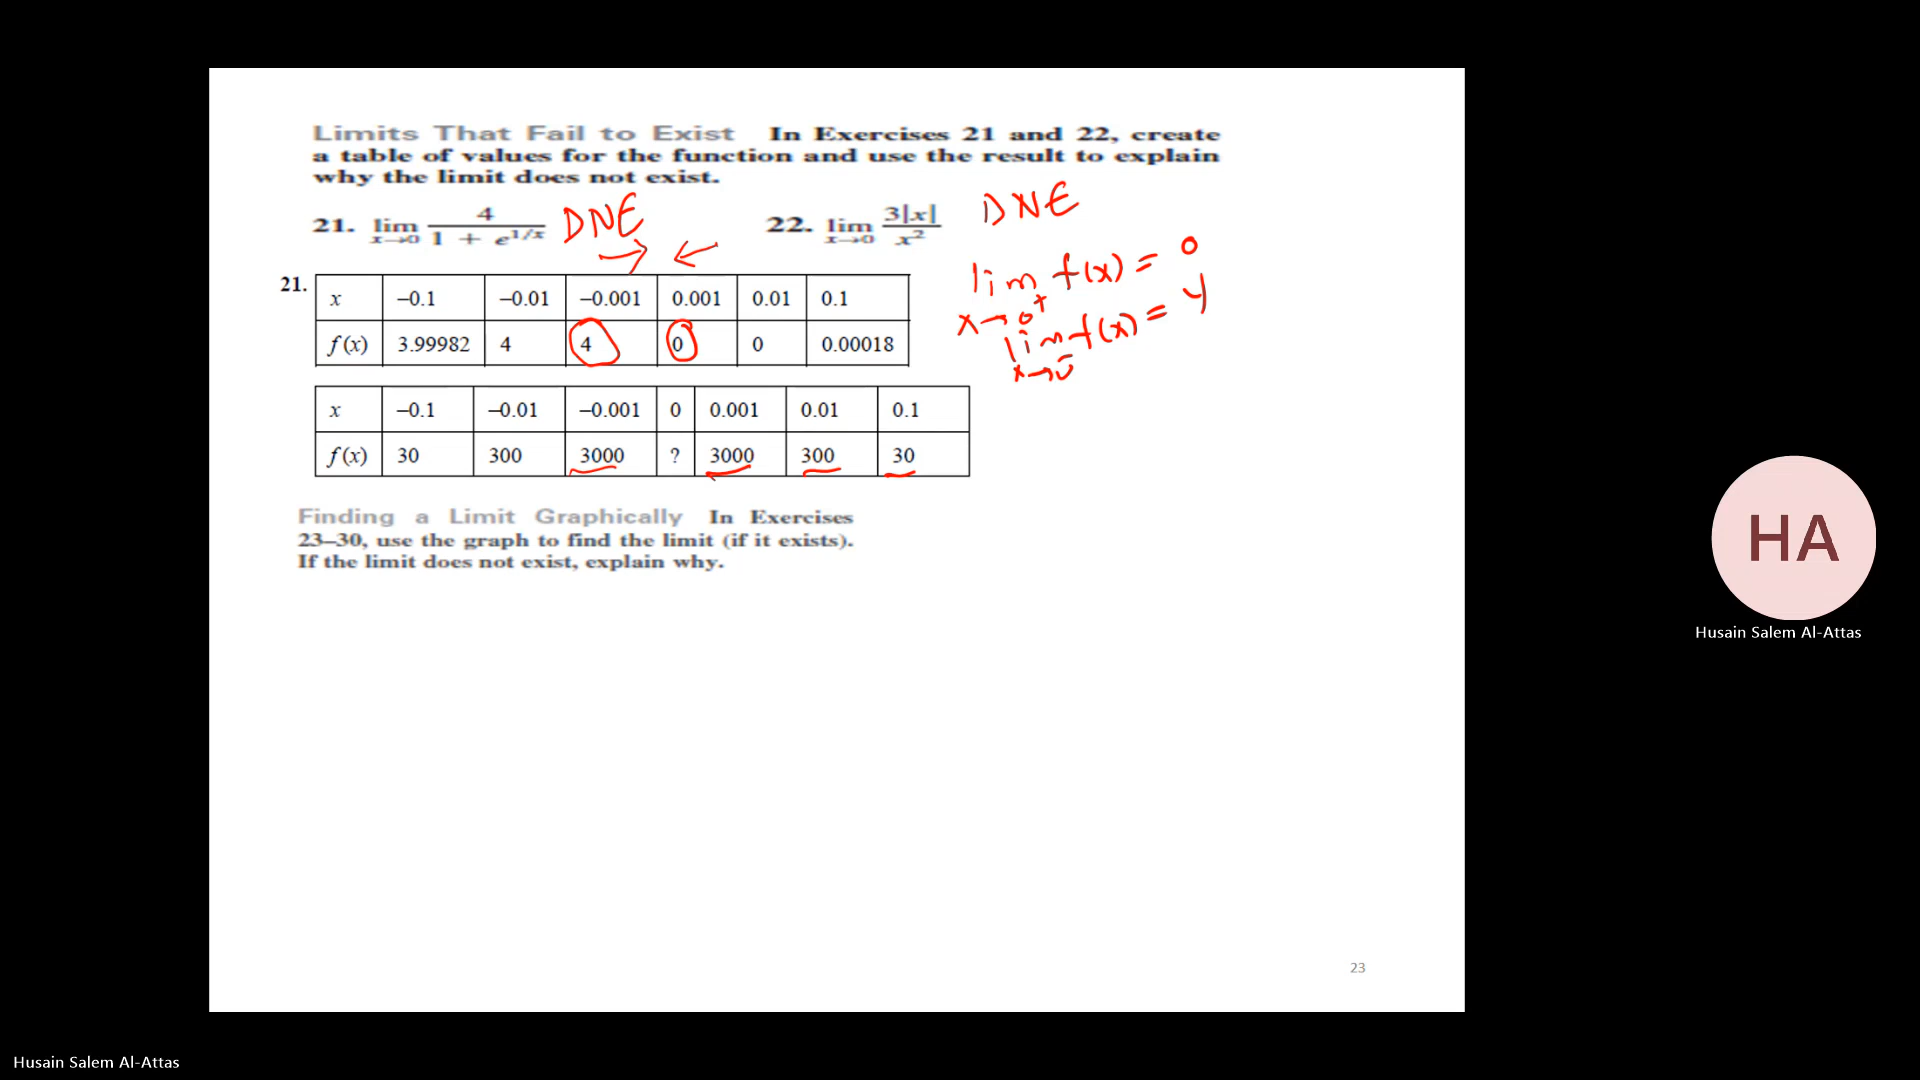 Limits That Fail to Exist In Exercises 21 and 22, create
a table of values for the function and use the result to explain
why the limit does not exist.
21. lim x→0 4/(1 + e^(1/x)) DNE
22. lim x→0 3|x|/x² DNE
→ ←
lim x→0⁺ f(x) = 0
lim x→0⁻ f(x) = 4
21.
x −0.1 −0.01 −0.001 0.001 0.01 0.1
f(x) 3.99982 4 4 0 0 0.00018
x −0.1 −0.01 −0.001 0 0.001 0.01 0.1
f(x) 30 300 3000 ? 3000 300 30
Finding a Limit Graphically In Exercises
23–30, use the graph to find the limit (if it exists).
If the limit does not exist, explain why.
23
HA
Husain Salem Al-Attas
Husain Salem Al-Attas